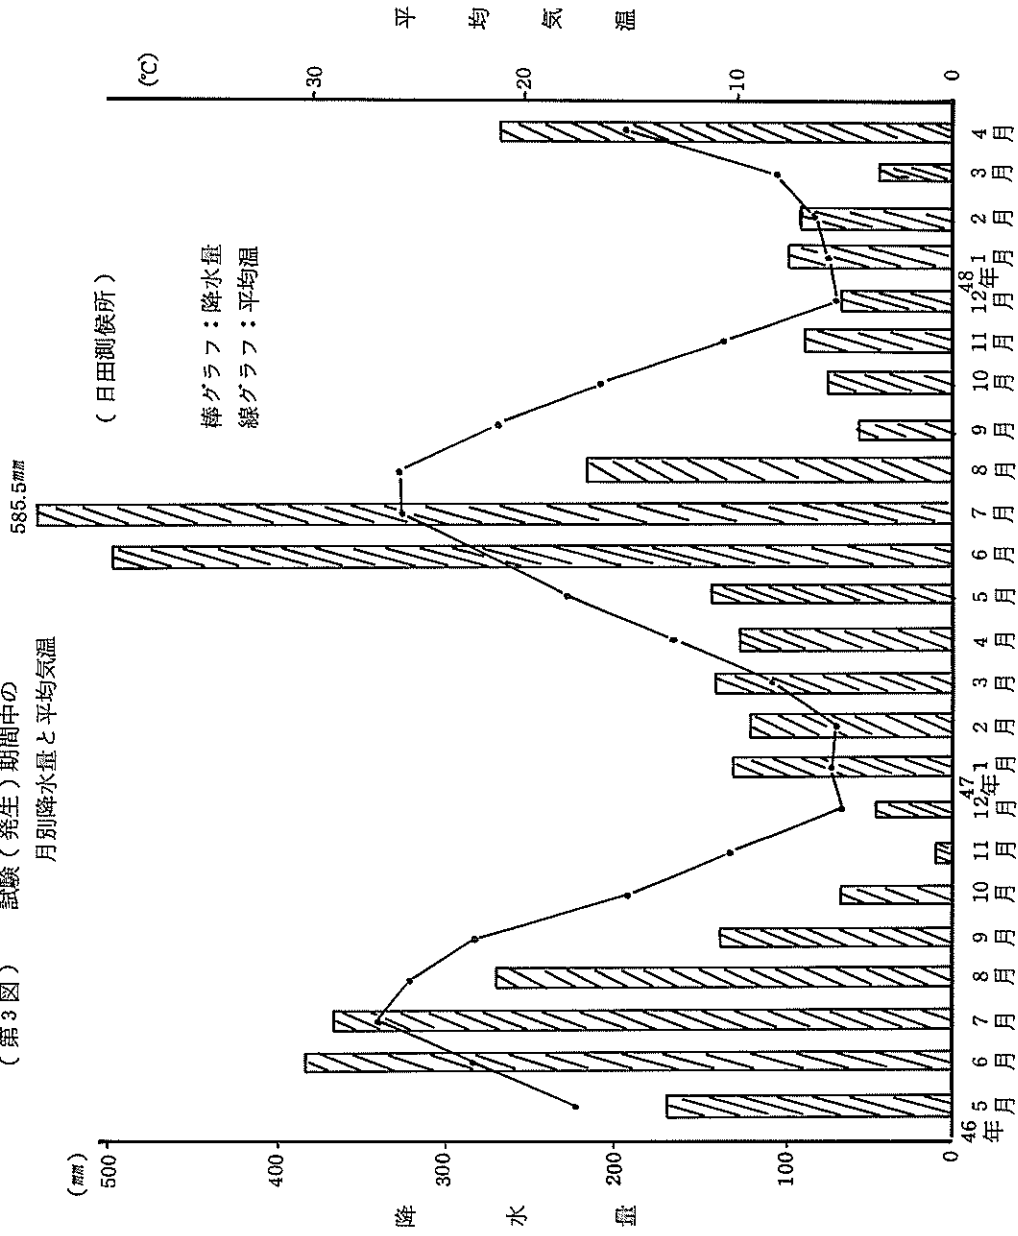 （第3図）　試験（発生）期間中の
月別降水量と平均気温
585.5㎜
（日田測候所）
棒グラフ：降水量
線グラフ：平均温
(㎜)
500
400
300
200
100
0
降水量
(℃)
30
20
10
0
平均気温
46年
5月
6月
7月
8月
9月
10月
11月
12月
47年
1月
2月
3月
4月
5月
6月
7月
8月
9月
10月
11月
12月
48年
1月
2月
3月
4月